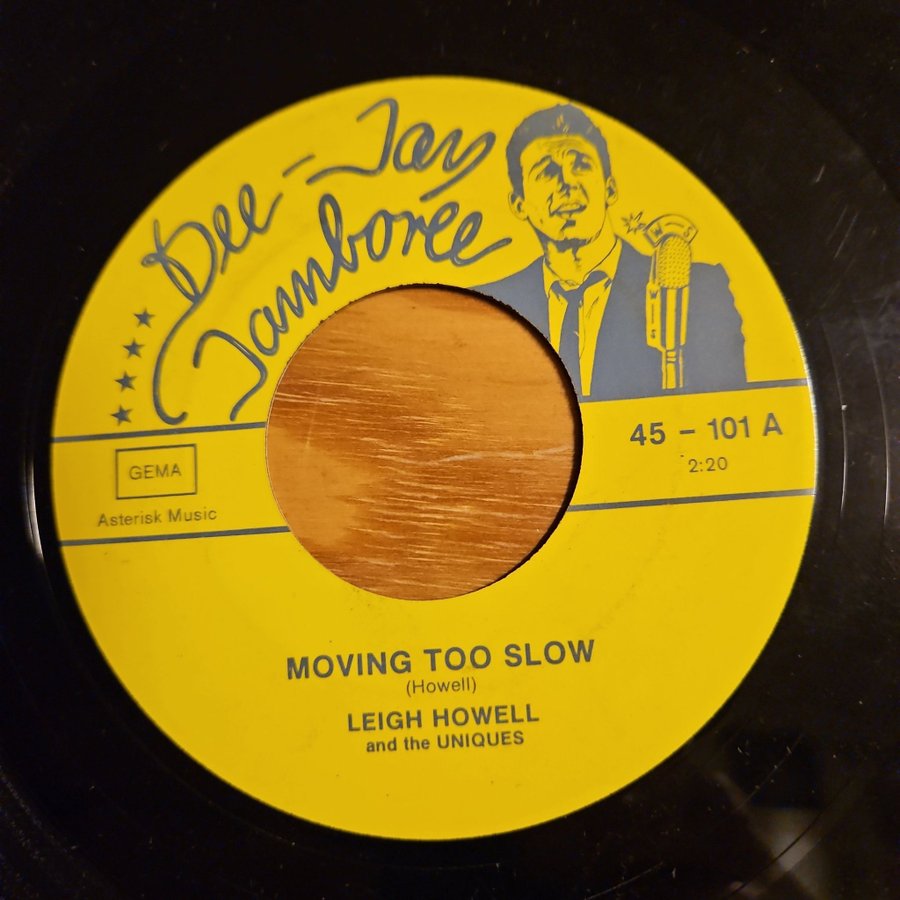 Dee-Jay
Jamboree
45 - 101 A
2:20
GEMA
Asterisk Music
MOVING TOO SLOW
(Howell)
LEIGH HOWELL
and the UNIQUES